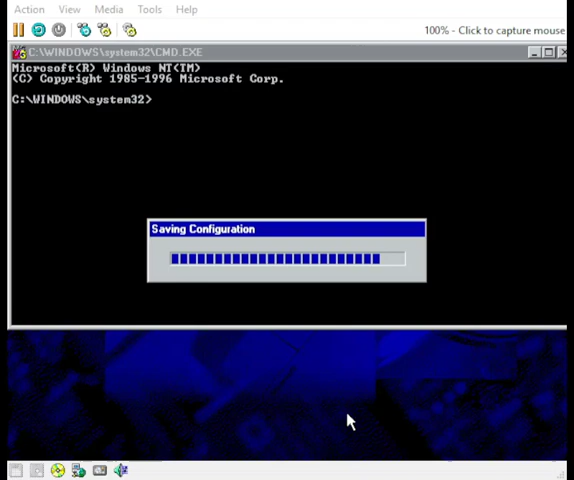 Action View Media Tools Help
100% - Click to capture mouse
C:\WINDOWS\system32\CMD.EXE
Microsoft(R) Windows NT(TM)
(C) Copyright 1985-1996 Microsoft Corp.
C:\WINDOWS\system32>
Saving Configuration